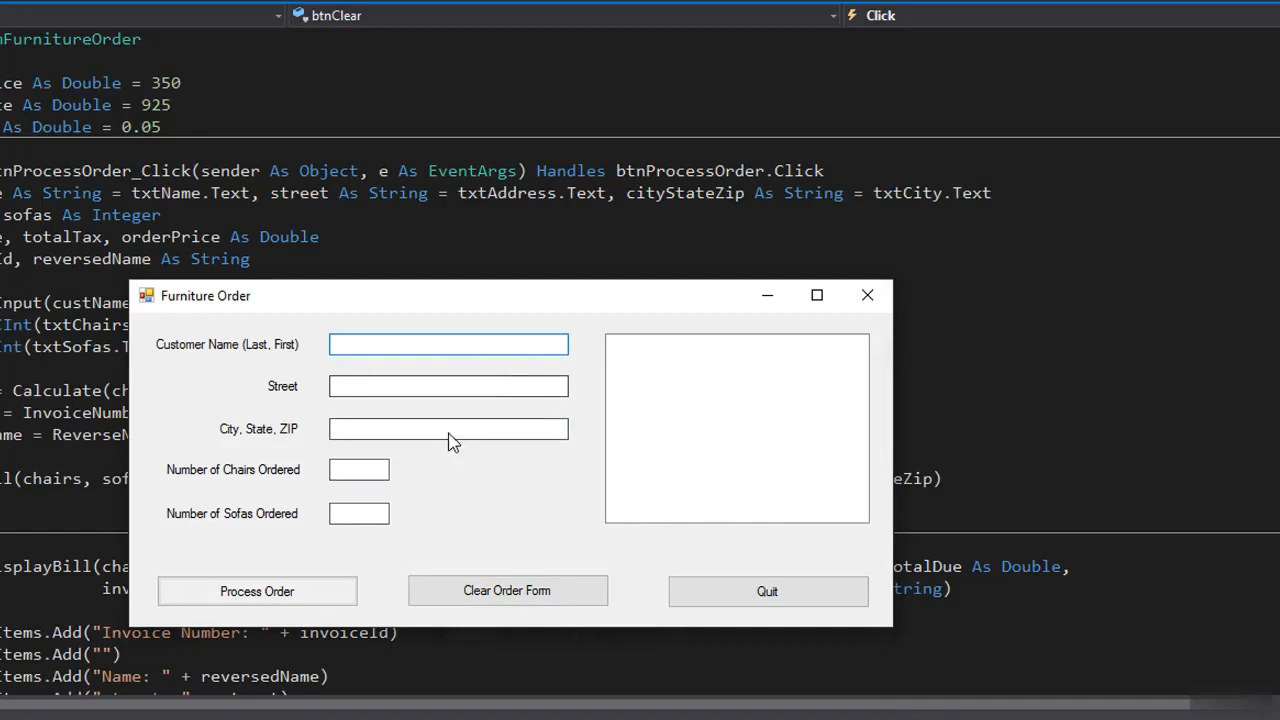 btnClear Click
nFurnitureOrder
ice As Double = 350
ce As Double = 925
As Double = 0.05
tnProcessOrder_Click(sender As Object, e As EventArgs) Handles btnProcessOrder.Click
e As String = txtName.Text, street As String = txtAddress.Text, cityStateZip As String = txtCity.Text
sofas As Integer
e, totalTax, orderPrice As Double
Id, reversedName As String
Furniture Order
Input(custName
CInt(txtChairs
Int(txtSofas.T
Customer Name (Last, First)
Street
= Calculate(ch
= InvoiceNumb
City, State, ZIP
ame = ReverseN
Number of Chairs Ordered
ll(chairs, sof eZip)
Number of Sofas Ordered
isplayBill(cha otalDue As Double,
inv ring)
Process Order Clear Order Form Quit
Items.Add("Invoice Number: " + invoiceId)
Items.Add("")
Items.Add("Name: " + reversedName)